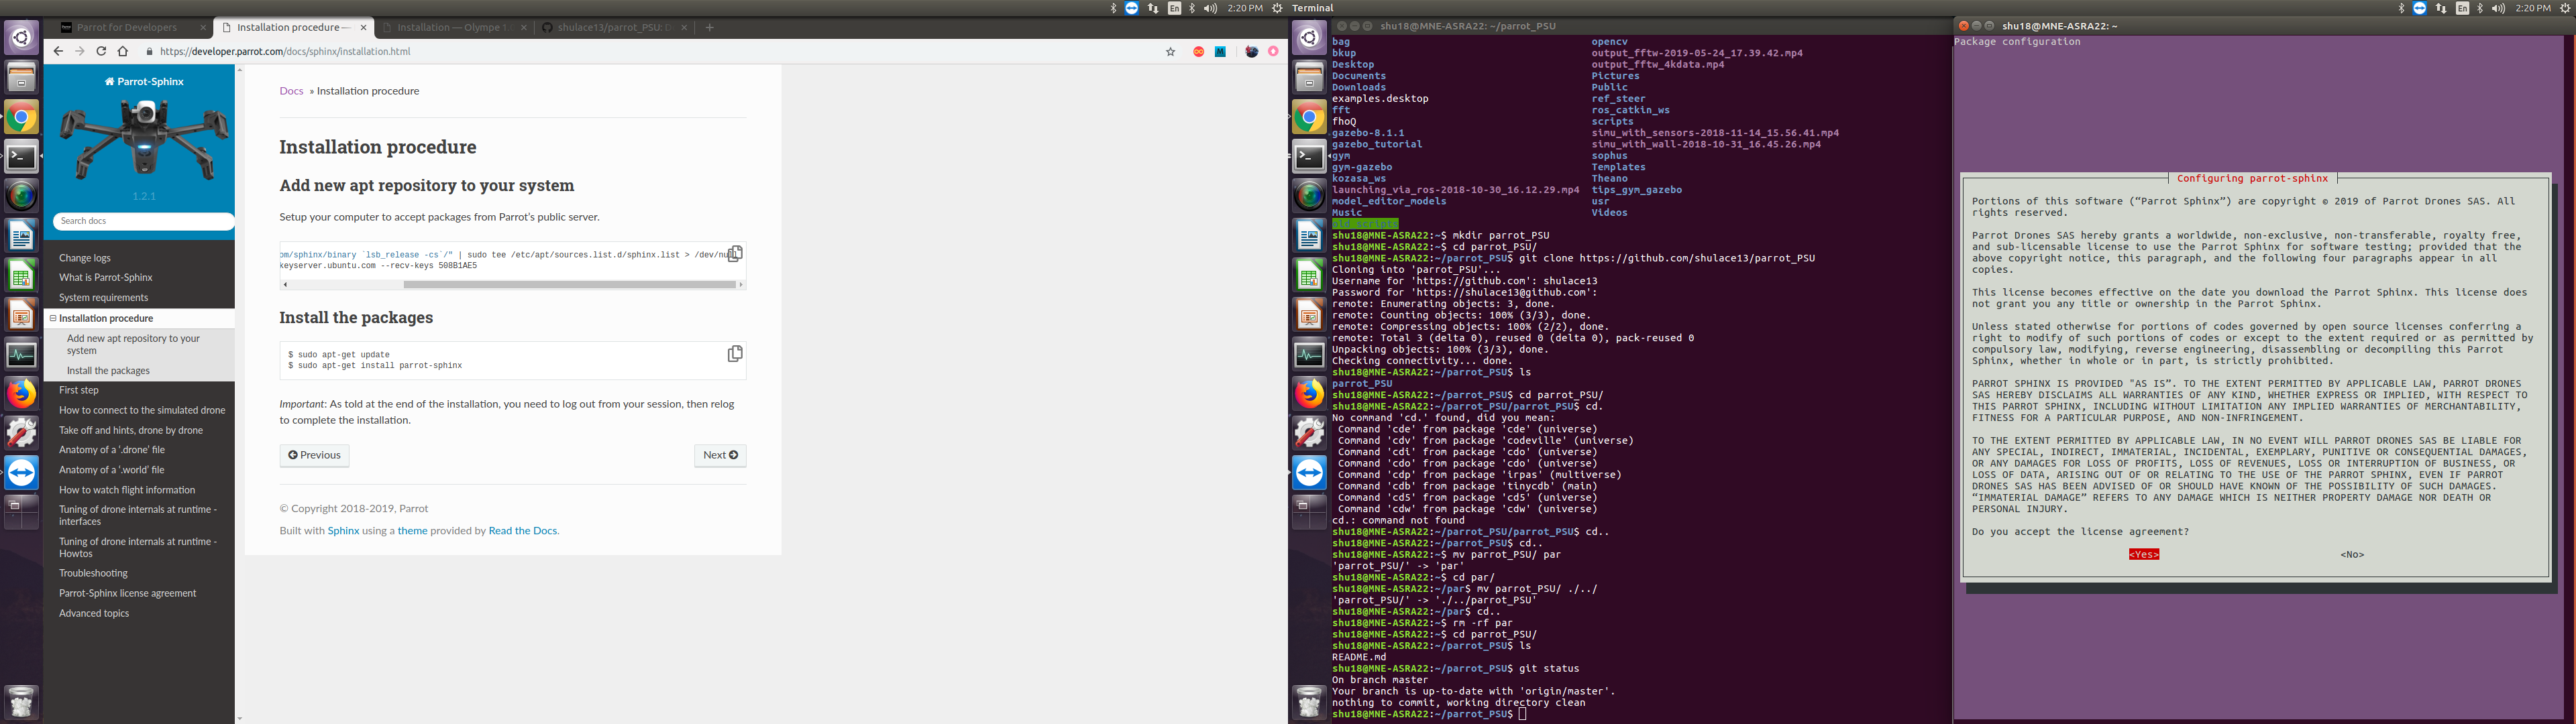 2:20 PM
Parrot for Developers
Installation procedure —
Installation — Olympe 1.
shulace13/parrot_PSU: D
https://developer.parrot.com/docs/sphinx/installation.html
Parrot-Sphinx
1.2.1
Search docs
Change logs
What is Parrot-Sphinx
System requirements
Installation procedure
Add new apt repository to your
system
Install the packages
First step
How to connect to the simulated drone
Take off and hints, drone by drone
Anatomy of a '.drone' file
Anatomy of a '.world' file
How to watch flight information
Tuning of drone internals at runtime -
interfaces
Tuning of drone internals at runtime -
Howtos
Troubleshooting
Parrot-Sphinx license agreement
Advanced topics
Docs » Installation procedure
Installation procedure
Add new apt repository to your system
Setup your computer to accept packages from Parrot's public server.
om/sphinx/binary `lsb_release -cs`/" | sudo tee /etc/apt/sources.list.d/sphinx.list > /dev/null
keyserver.ubuntu.com --recv-keys 508B1AE5
Install the packages
$ sudo apt-get update
$ sudo apt-get install parrot-sphinx
Important: As told at the end of the installation, you need to log out from your session, then relog
to complete the installation.
Previous
Next
© Copyright 2018-2019, Parrot
Built with Sphinx using a theme provided by Read the Docs.
Terminal
En
2:20 PM
shu18@MNE-ASRA22: ~/parrot_PSU
bag opencv
bkup output_fftw-2019-05-24_17.39.42.mp4
Desktop output_fftw_4kdata.mp4
Documents Pictures
Downloads Public
examples.desktop ref_steer
fft ros_catkin_ws
fhoQ scripts
gazebo-8.1.1 simu_with_sensors-2018-11-14_15.56.41.mp4
gazebo_tutorial simu_with_wall-2018-10-31_16.45.26.mp4
gym sophus
gym-gazebo Templates
kozasa_ws Theano
launching_via_ros-2018-10-30_16.12.29.mp4 tips_gym_gazebo
model_editor_models usr
Music Videos
old_scripts
shu18@MNE-ASRA22:~$ mkdir parrot_PSU
shu18@MNE-ASRA22:~$ cd parrot_PSU/
shu18@MNE-ASRA22:~/parrot_PSU$ git clone https://github.com/shulace13/parrot_PSU
Cloning into 'parrot_PSU'...
Username for 'https://github.com': shulace13
Password for 'https://shulace13@github.com':
remote: Enumerating objects: 3, done.
remote: Counting objects: 100% (3/3), done.
remote: Compressing objects: 100% (2/2), done.
remote: Total 3 (delta 0), reused 0 (delta 0), pack-reused 0
Unpacking objects: 100% (3/3), done.
Checking connectivity... done.
shu18@MNE-ASRA22:~/parrot_PSU$ ls
parrot_PSU
shu18@MNE-ASRA22:~/parrot_PSU$ cd parrot_PSU/
shu18@MNE-ASRA22:~/parrot_PSU/parrot_PSU$ cd.
No command 'cd.' found, did you mean:
Command 'cde' from package 'cde' (universe)
Command 'cdv' from package 'codeville' (universe)
Command 'cdi' from package 'cdo' (universe)
Command 'cdo' from package 'cdo' (universe)
Command 'cdp' from package 'irpas' (multiverse)
Command 'cdb' from package 'tinycdb' (main)
Command 'cd5' from package 'cd5' (universe)
Command 'cdw' from package 'cdw' (universe)
cd.: command not found
shu18@MNE-ASRA22:~/parrot_PSU/parrot_PSU$ cd..
shu18@MNE-ASRA22:~/parrot_PSU$ cd..
shu18@MNE-ASRA22:~$ mv parrot_PSU/ par
'parrot_PSU/' -> 'par'
shu18@MNE-ASRA22:~$ cd par/
shu18@MNE-ASRA22:~/par$ mv parrot_PSU/ ./../
'parrot_PSU/' -> './../parrot_PSU'
shu18@MNE-ASRA22:~/par$ cd..
shu18@MNE-ASRA22:~$ rm -rf par
shu18@MNE-ASRA22:~$ cd parrot_PSU/
shu18@MNE-ASRA22:~/parrot_PSU$ ls
README.md
shu18@MNE-ASRA22:~/parrot_PSU$ git status
On branch master
Your branch is up-to-date with 'origin/master'.
nothing to commit, working directory clean
shu18@MNE-ASRA22:~/parrot_PSU$
En
2:20 PM
shu18@MNE-ASRA22: ~
Package configuration
Configuring parrot-sphinx
Portions of this software (“Parrot Sphinx”) are copyright © 2019 of Parrot Drones SAS. All
rights reserved.
Parrot Drones SAS hereby grants a worldwide, non-exclusive, non-transferable, royalty free,
and sub-licensable license to use the Parrot Sphinx for software testing; provided that the
above copyright notice, this paragraph, and the following four paragraphs appear in all
copies.
This license becomes effective on the date you download the Parrot Sphinx. This license does
not grant you any title or ownership in the Parrot Sphinx.
Unless stated otherwise for portions of codes governed by open source licenses conferring a
right to modify of such portions of codes or except to the extent required or as permitted by
compulsory law, modifying, reverse engineering, disassembling or decompiling this Parrot
Sphinx, whether in whole or in part, is strictly prohibited.
PARROT SPHINX IS PROVIDED "AS IS”. TO THE EXTENT PERMITTED BY APPLICABLE LAW, PARROT DRONES
SAS HEREBY DISCLAIMS ALL WARRANTIES OF ANY KIND, WHETHER EXPRESS OR IMPLIED, WITH RESPECT TO
THIS PARROT SPHINX, INCLUDING WITHOUT LIMITATION ANY IMPLIED WARRANTIES OF MERCHANTABILITY,
FITNESS FOR A PARTICULAR PURPOSE, AND NON-INFRINGEMENT.
TO THE EXTENT PERMITTED BY APPLICABLE LAW, IN NO EVENT WILL PARROT DRONES SAS BE LIABLE FOR
ANY SPECIAL, INDIRECT, IMMATERIAL, INCIDENTAL, EXEMPLARY, PUNITIVE OR CONSEQUENTIAL DAMAGES,
OR ANY DAMAGES FOR LOSS OF PROFITS, LOSS OF REVENUES, LOSS OR INTERRUPTION OF BUSINESS, OR
LOSS OF DATA, ARISING OUT OF OR RELATING TO THE USE OF THE PARROT SPHINX, EVEN IF PARROT
DRONES SAS HAS BEEN ADVISED OF OR SHOULD HAVE KNOWN OF THE POSSIBILITY OF SUCH DAMAGES.
“IMMATERIAL DAMAGE” REFERS TO ANY DAMAGE WHICH IS NEITHER PROPERTY DAMAGE NOR DEATH OR
PERSONAL INJURY.
Do you accept the license agreement?
<Yes> <No>